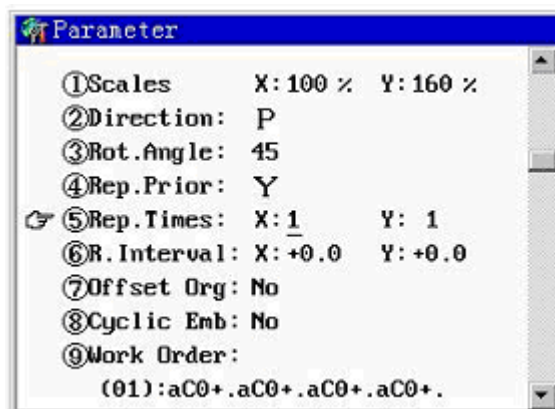 Parameter
①Scales X:100 % Y:160 %
②Direction: P
③Rot.Angle: 45
④Rep.Prior: Y
⑤Rep.Times: X:1 Y: 1
⑥R.Interval: X:+0.0 Y:+0.0
⑦Offset Org: No
⑧Cyclic Emb: No
⑨Work Order:
(01):aC0+.aC0+.aC0+.aC0+.